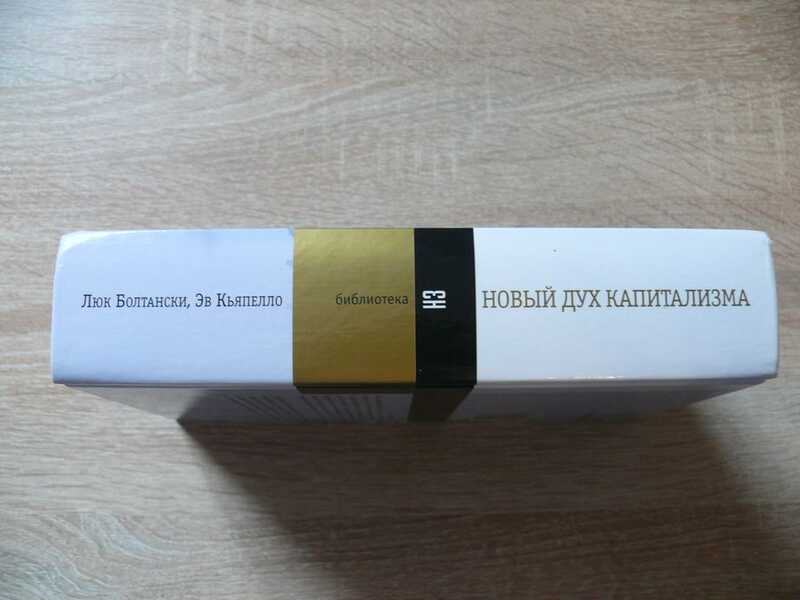 Люк Болтански, Эв Кьяпелло
библиотека
НЗ
НОВЫЙ ДУХ КАПИТАЛИЗМА